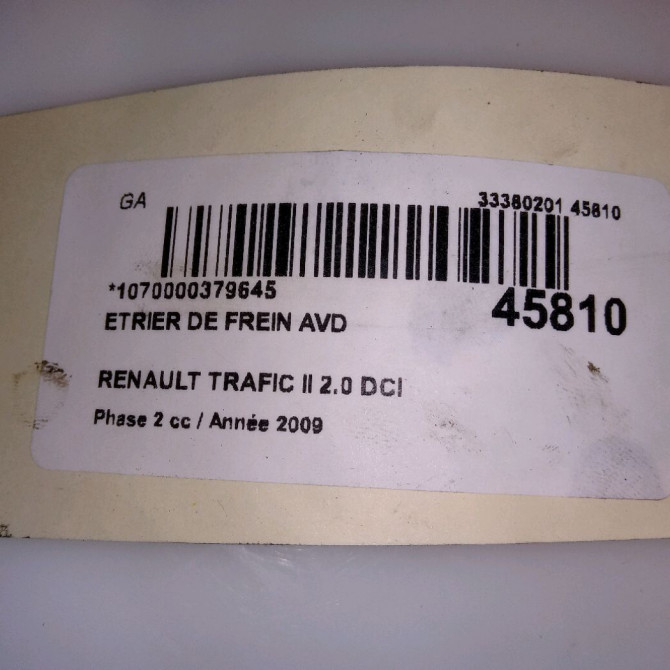 GA
33380201 45810
*1070000379645
45810
ETRIER DE FREIN AVD
RENAULT TRAFIC II 2.0 DCI
Phase 2 cc / Année 2009